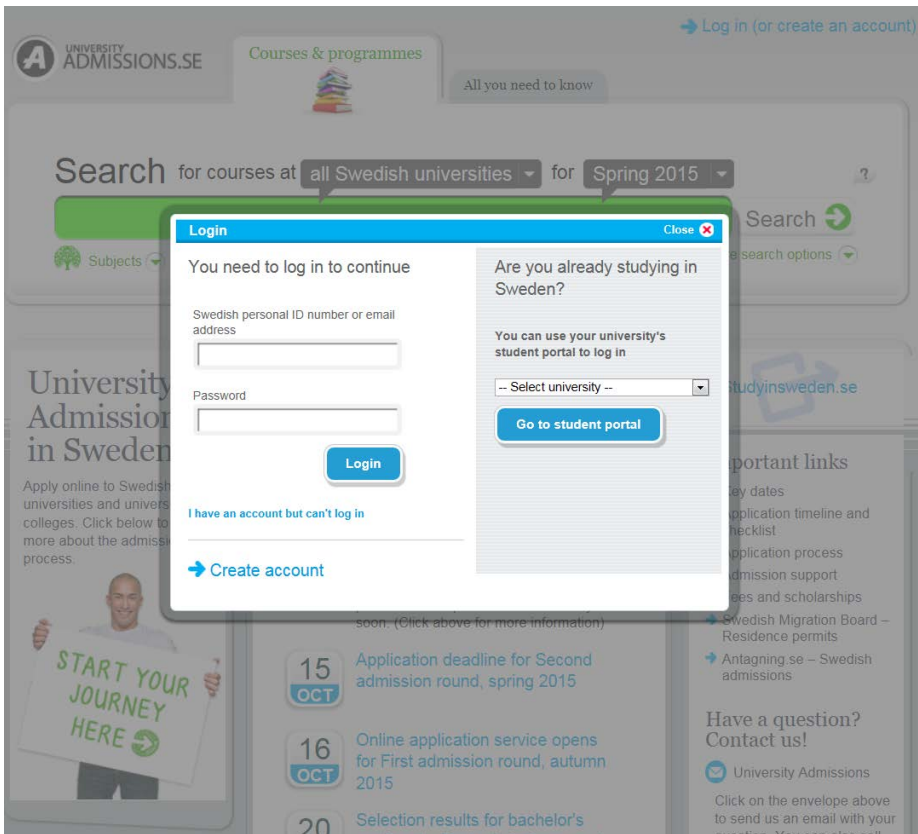 Log in (or create an account)
UNIVERSITY
ADMISSIONS.SE
Courses & programmes
All you need to know
Search for courses at all Swedish universities for Spring 2015
?
Search
Subjects
search options
Login
Close
You need to log in to continue
Swedish personal ID number or email
address
Password
Login
I have an account but can't log in
Create account
Are you already studying in
Sweden?
You can use your university's
student portal to log in
-- Select university --
Go to student portal
University
Admission
in Sweden
Apply online to Swedish
universities and univers
colleges. Click below to
more about the admissi
process.
START YOUR
JOURNEY
HERE
soon. (Click above for more information)
15
OCT
Application deadline for Second
admission round, spring 2015
16
OCT
Online application service opens
for First admission round, autumn
2015
20
Selection results for bachelor's
Studyinsweden.se
portant links
ey dates
pplication timeline and
hecklist
pplication process
dmission support
ees and scholarships
Swedish Migration Board –
Residence permits
Antagning.se – Swedish
admissions
Have a question?
Contact us!
University Admissions
Click on the envelope above
to send us an email with your